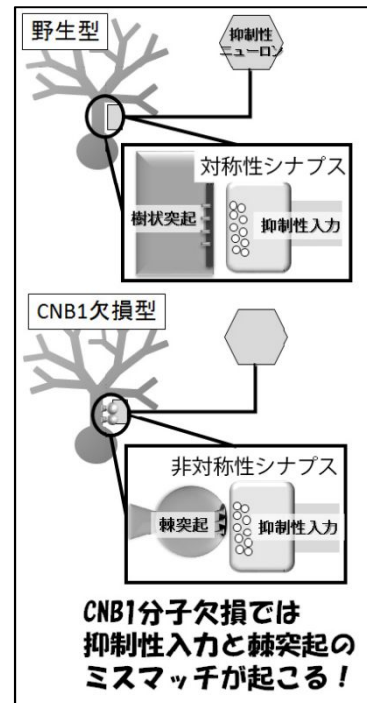 野生型
抑制性
ニューロン
対称性シナプス
樹状突起
抑制性入力
CNB1欠損型
非対称性シナプス
棘突起
抑制性入力
CNB1分子欠損では
抑制性入力と棘突起の
ミスマッチが起こる！